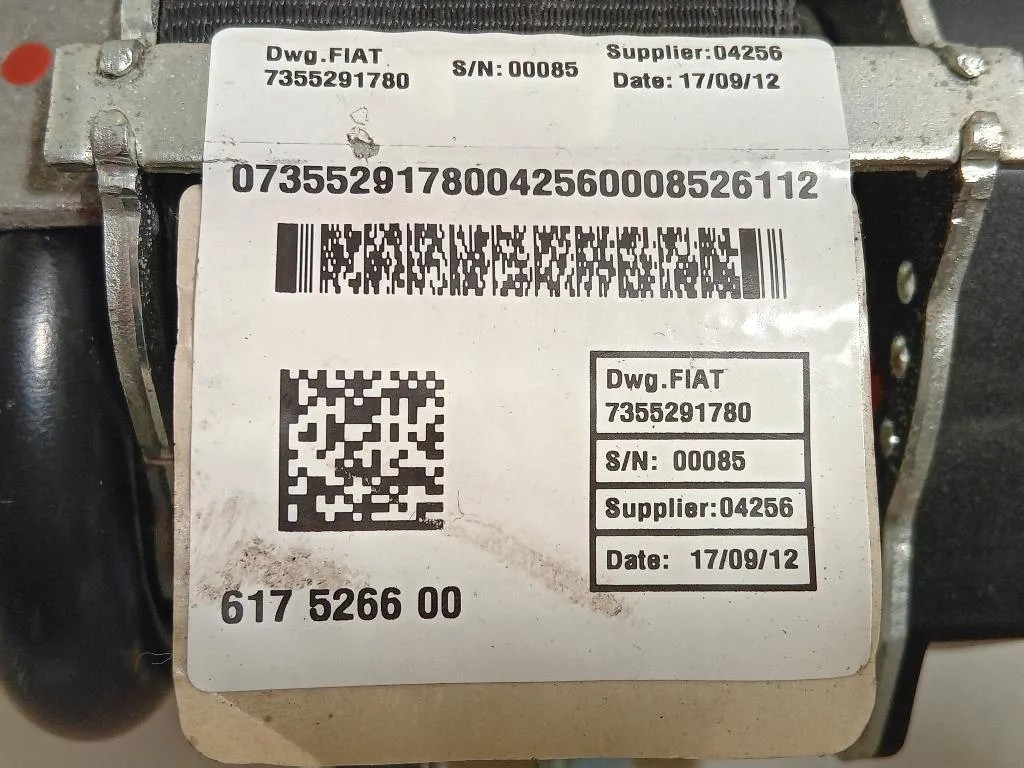 Dwg.FIAT
7355291780
S/N: 00085
Supplier:04256
Date: 17/09/12
07355291780042560008526112
Dwg.FIAT
7355291780
S/N: 00085
Supplier:04256
Date: 17/09/12
617 5266 00